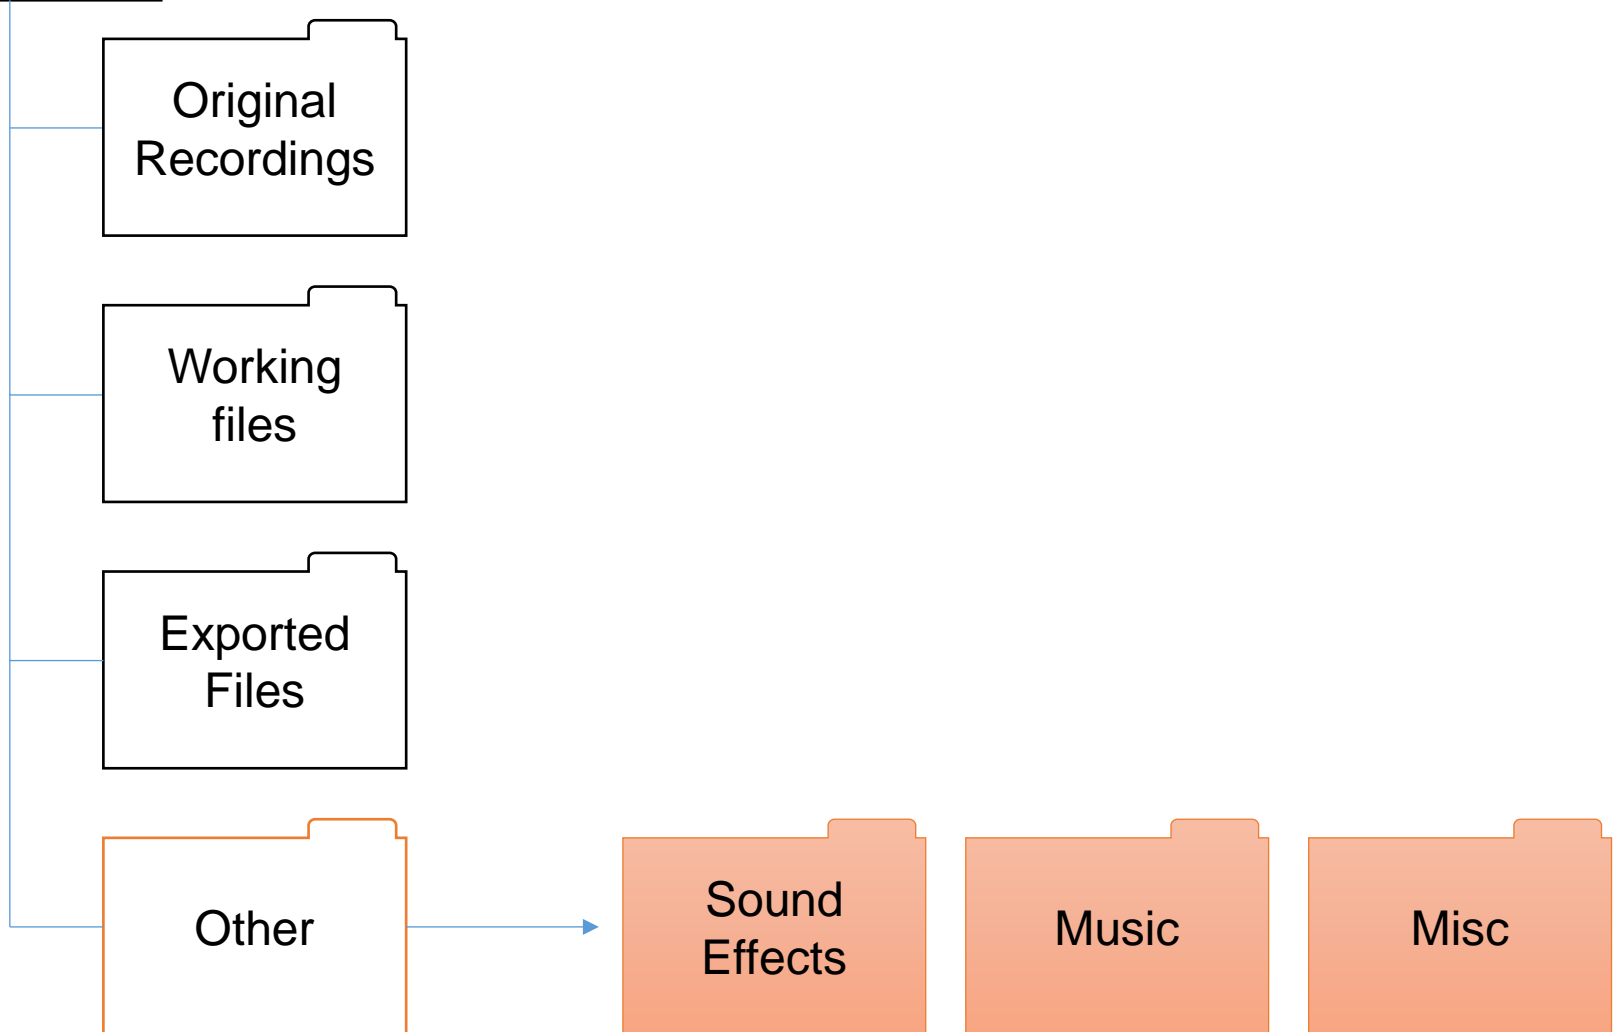 Original
Recordings
Working
files
Exported
Files
Other
Sound
Effects
Music
Misc